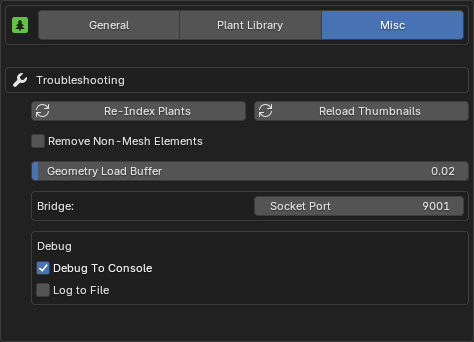 General Plant Library Misc
Troubleshooting
Re-Index Plants Reload Thumbnails
Remove Non-Mesh Elements
Geometry Load Buffer 0.02
Bridge: Socket Port 9001
Debug
Debug To Console
Log to File